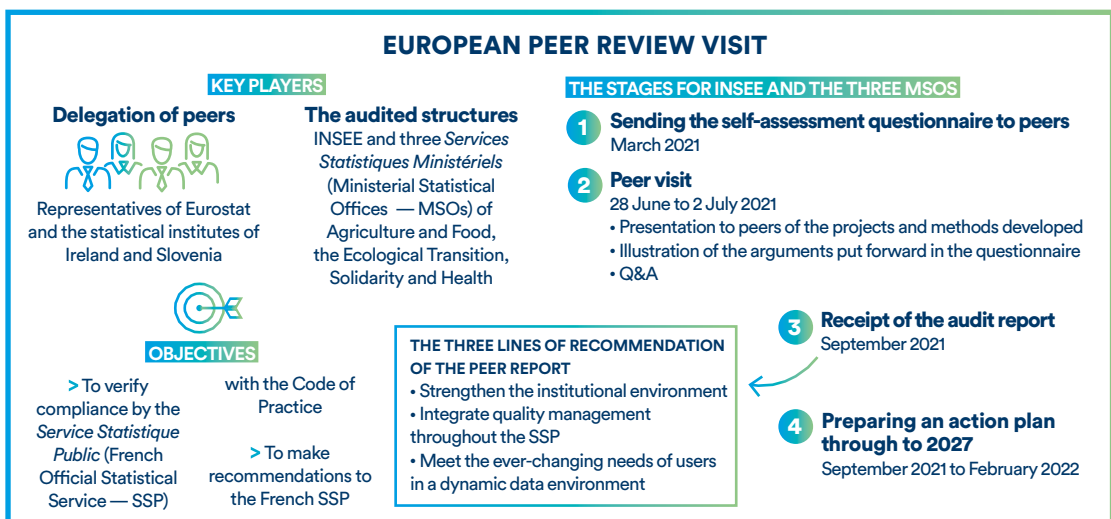 EUROPEAN PEER REVIEW VISIT
KEY PLAYERS
Delegation of peers
Representatives of Eurostat
and the statistical institutes of
Ireland and Slovenia
The audited structures
INSEE and three Services
Statistiques Ministériels
(Ministerial Statistical
Offices — MSOs) of
Agriculture and Food,
the Ecological Transition,
Solidarity and Health
OBJECTIVES
> To verify
compliance by the
Service Statistique
Public (French
Official Statistical
Service — SSP)
with the Code of
Practice
> To make
recommendations to
the French SSP
THE STAGES FOR INSEE AND THE THREE MSOS
1 Sending the self-assessment questionnaire to peers
March 2021
2 Peer visit
28 June to 2 July 2021
• Presentation to peers of the projects and methods developed
• Illustration of the arguments put forward in the questionnaire
• Q&A
3 Receipt of the audit report
September 2021
THE THREE LINES OF RECOMMENDATION
OF THE PEER REPORT
• Strengthen the institutional environment
• Integrate quality management
throughout the SSP
• Meet the ever-changing needs of users
in a dynamic data environment
4 Preparing an action plan
through to 2027
September 2021 to February 2022